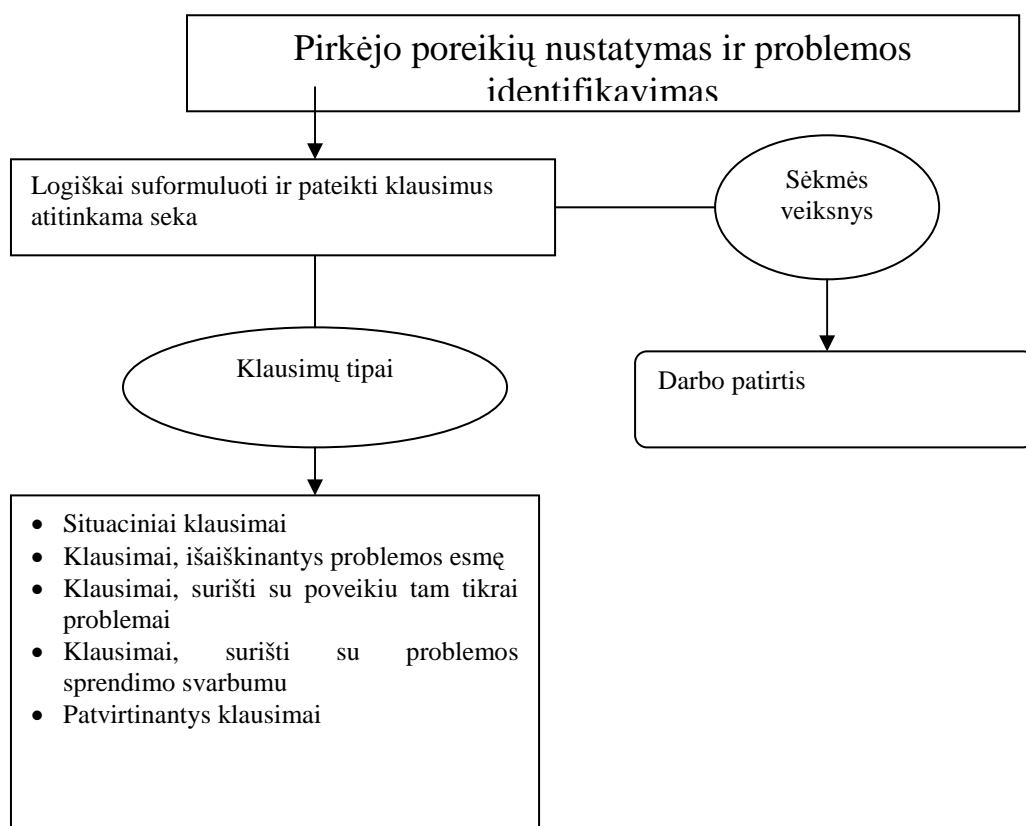 Pirkėjo poreikių nustatymas ir problemos
identifikavimas
Logiškai suformuluoti ir pateikti klausimus
atitinkama seka
Sėkmės
veiksnys
Klausimų tipai
Darbo patirtis
• Situaciniai klausimai
• Klausimai, išaiškinantys problemos esmę
• Klausimai, surišti su poveikiu tam tikrai
problemai
• Klausimai, surišti su problemos
sprendimo svarbumu
• Patvirtinantys klausimai